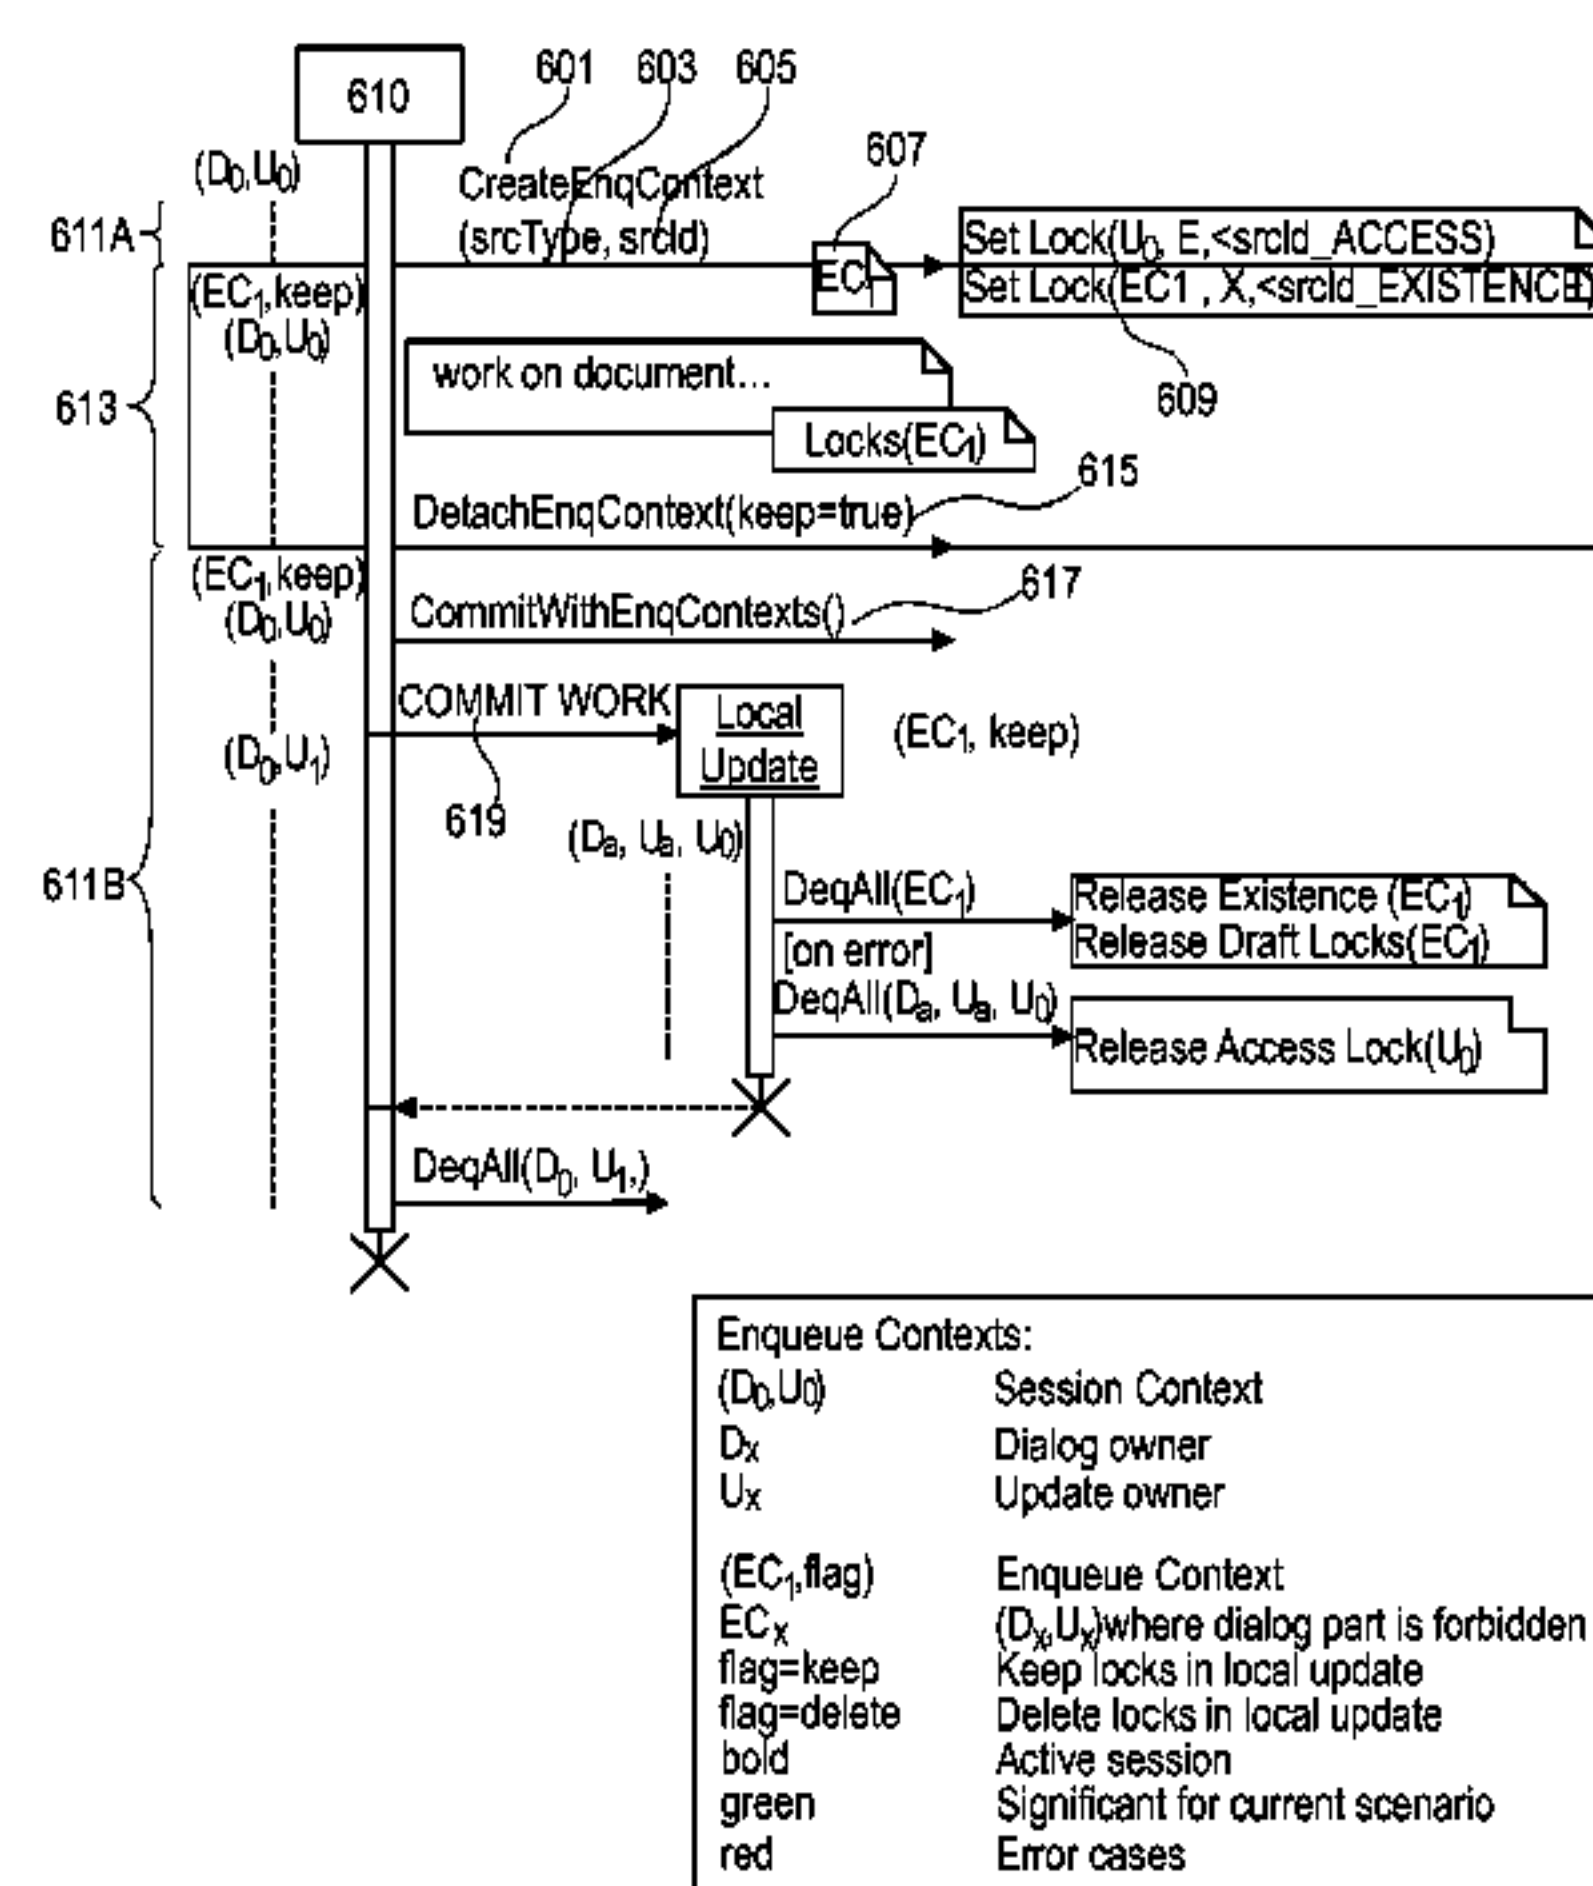 610
601 603 605
607
(D₀,U₀)
CreateEnqContext
(srcType, srcId)
611A
EC₁
Set Lock(U₀, E,<srcId_ACCESS)
Set Lock(EC1 , X,<srcId_EXISTENCE)
609
(EC₁,keep)
(D₀,U₀)
613
work on document...
Locks(EC₁)
615
DetachEnqContext(keep=true)
(EC₁,keep)
(D₀,U₀)
617
CommitWithEnqContexts()
COMMIT WORK
619
Local
Update
(EC₁, keep)
(D₀,U₁)
(Dₐ, Uₐ, U₀)
611B
DeqAll(EC₁)
[on error]
DeqAll(Dₐ, Uₐ, U₀)
Release Existence (EC₁)
Release Draft Locks(EC₁)
Release Access Lock(U₀)
DeqAll(D₀, U₁,)
Enqueue Contexts:
(D₀,U₀) Session Context
Dₓ Dialog owner
Uₓ Update owner
(EC₁,flag) Enqueue Context
ECₓ (Dₓ,Uₓ)where dialog part is forbidden
flag=keep Keep locks in local update
flag=delete Delete locks in local update
bold Active session
green Significant for current scenario
red Error cases